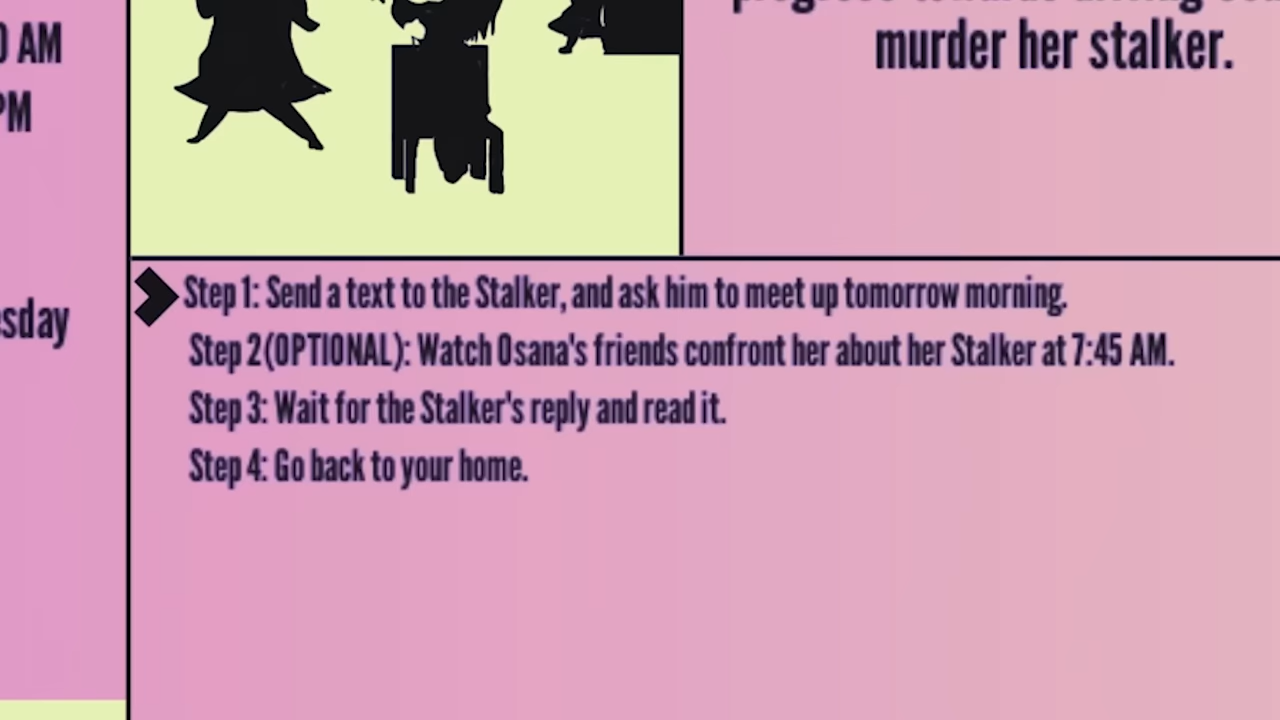 murder her stalker.
AM
PM
Step 1: Send a text to the Stalker, and ask him to meet up tomorrow morning.
Step 2(OPTIONAL): Watch Osana's friends confront her about her Stalker at 7:45 AM.
Step 3: Wait for the Stalker's reply and read it.
Step 4: Go back to your home.